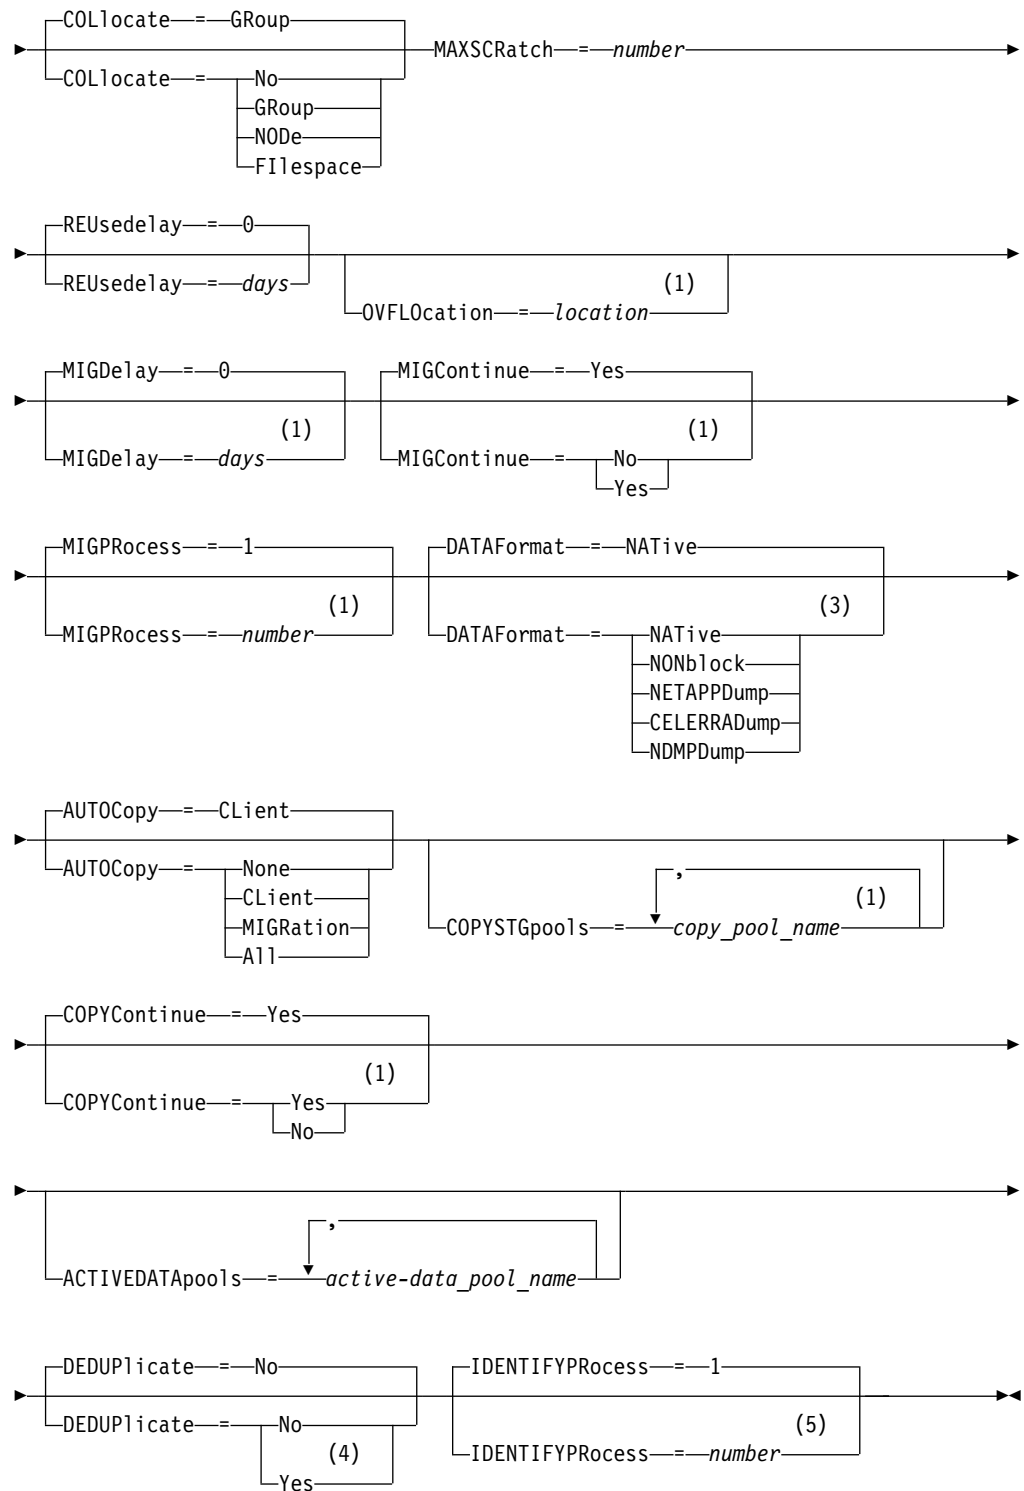 COLlocate = GRoup
MAXSCRatch = number
COLlocate = No
GRoup
NODe
FIlespace
REUsedelay = 0
REUsedelay = days
(1)
OVFLOcation = location
MIGDelay = 0
MIGContinue = Yes
(1)
(1)
MIGDelay = days
MIGContinue = No
Yes
MIGPRocess = 1
DATAFormat = NATive
(1)
(3)
MIGPRocess = number
DATAFormat = NATive
NONblock
NETAPPDump
CELERRADump
NDMPDump
AUTOCopy = CLient
AUTOCopy = None
CLient
MIGRation
All
,
(1)
COPYSTGpools = copy_pool_name
COPYContinue = Yes
(1)
COPYContinue = Yes
No
,
ACTIVEDATApools = active-data_pool_name
DEDUPlicate = No
IDENTIFYPRocess = 1
DEDUPlicate = No
(4)
Yes
(5)
IDENTIFYPRocess = number